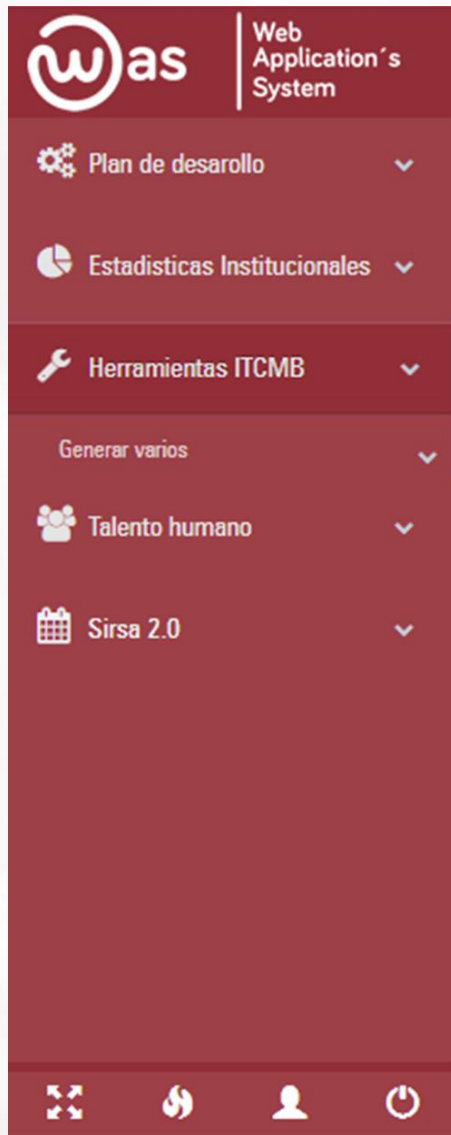 was
Web
Application´s
System
Plan de desarollo
Estadisticas Institucionales
Herramientas ITCMB
Generar varios
Talento humano
Sirsa 2.0